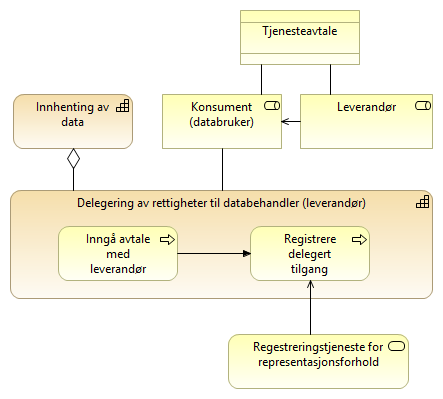 Tjenesteavtale
Innhenting av
data
Konsument
(databruker)
Leverandør
Delegering av rettigheter til databehandler (leverandør)
Inngå avtale
med
leverandør
Registrere
delegert
tilgang
Regestreringstjeneste for
representasjonsforhold